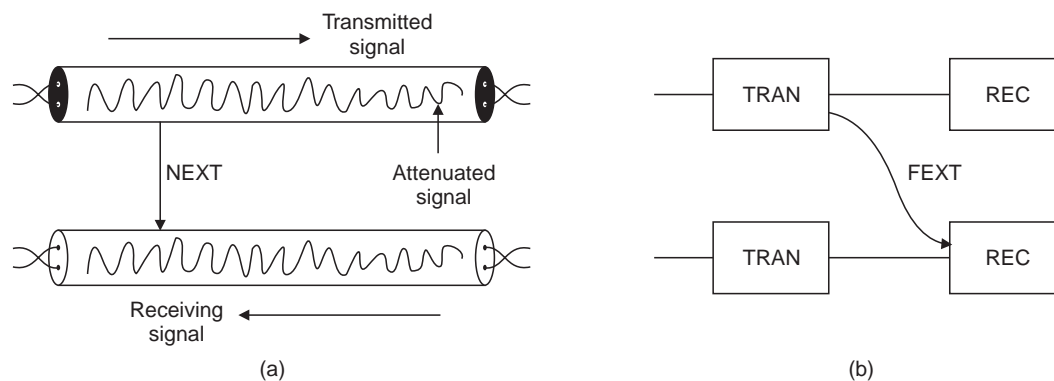 Transmitted
signal
NEXT
Attenuated
signal
Receiving
signal
(a)
TRAN
REC
FEXT
TRAN
REC
(b)